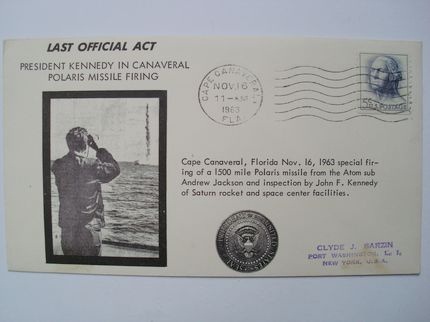 LAST OFFICIAL ACT
PRESIDENT KENNEDY IN CANAVERAL
POLARIS MISSILE FIRING
CAPE CANAVERAL
NOV 16
11-AM
1963
FLA.
U.S. POSTAGE
Cape Canaveral, Florida Nov. 16, 1963 special fir-
ing of a 1500 mile Polaris missile from the Atom sub
Andrew Jackson and inspection by John F. Kennedy
of Saturn rocket and space center facilities.
CLYDE J. SARZIN
PORT WASHINGTON, L. I.
NEW YORK, U.S.A.